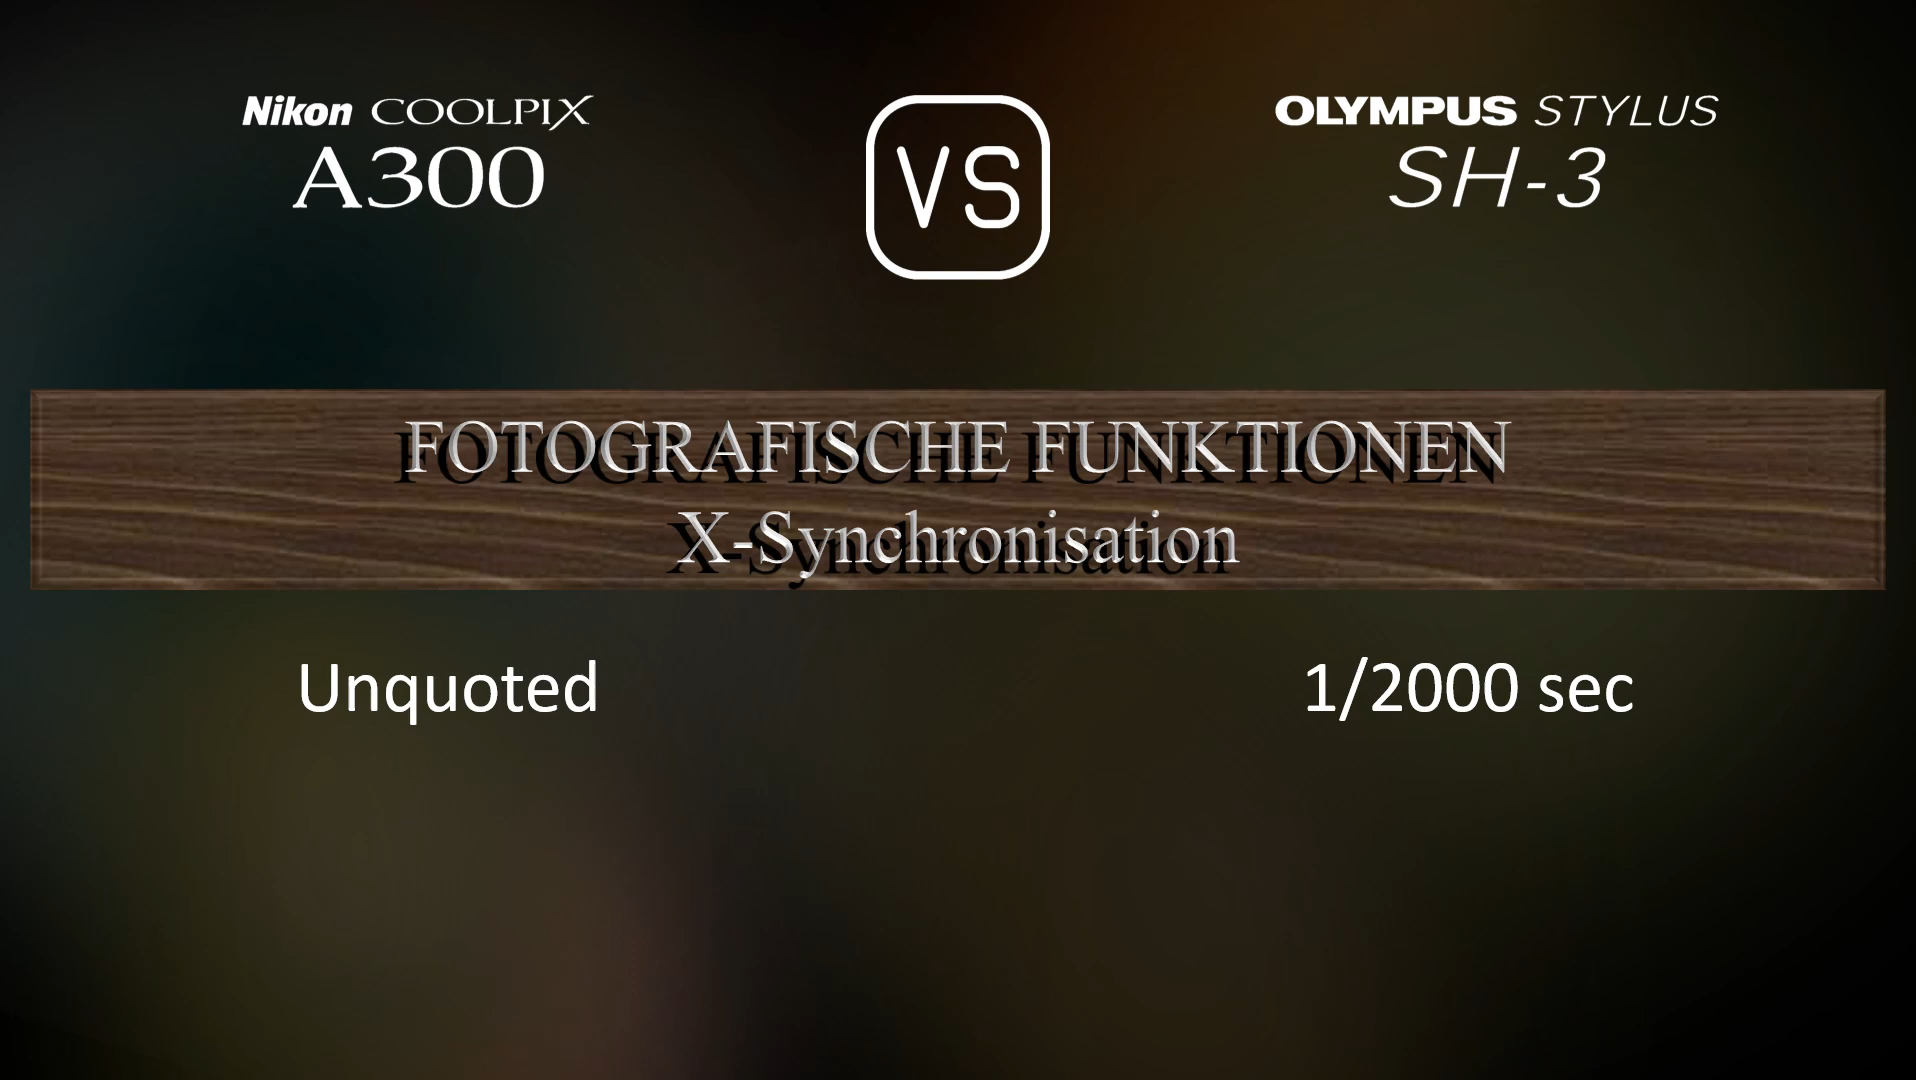 Nikon COOLPIX
A300
VS
OLYMPUS STYLUS
SH-3
FOTOGRAFISCHE FUNKTIONEN
X-Synchronisation
Unquoted
1/2000 sec